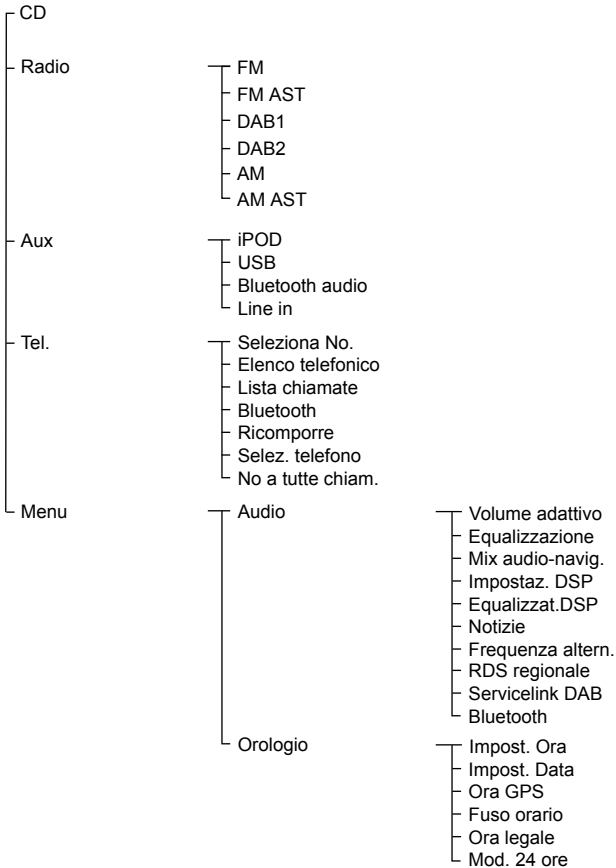 CD
Radio
FM
FM AST
DAB1
DAB2
AM
AM AST
Aux
iPOD
USB
Bluetooth audio
Line in
Tel.
Seleziona No.
Elenco telefonico
Lista chiamate
Bluetooth
Ricomporre
Selez. telefono
No a tutte chiam.
Menu
Audio
Volume adattivo
Equalizzazione
Mix audio-navig.
Impostaz. DSP
Equalizzat.DSP
Notizie
Frequenza altern.
RDS regionale
Servicelink DAB
Bluetooth
Orologio
Impost. Ora
Impost. Data
Ora GPS
Fuso orario
Ora legale
Mod. 24 ore